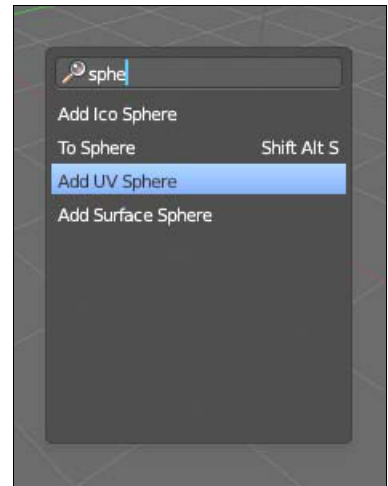 sphe
Add Ico Sphere
To Sphere Shift Alt S
Add UV Sphere
Add Surface Sphere